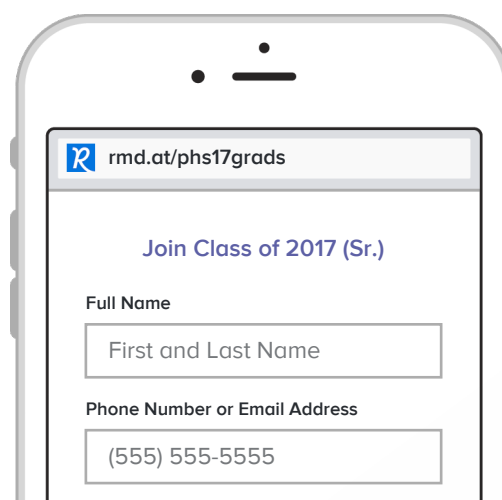 rmd.at/phs17grads
Join Class of 2017 (Sr.)
Full Name
First and Last Name
Phone Number or Email Address
(555) 555-5555